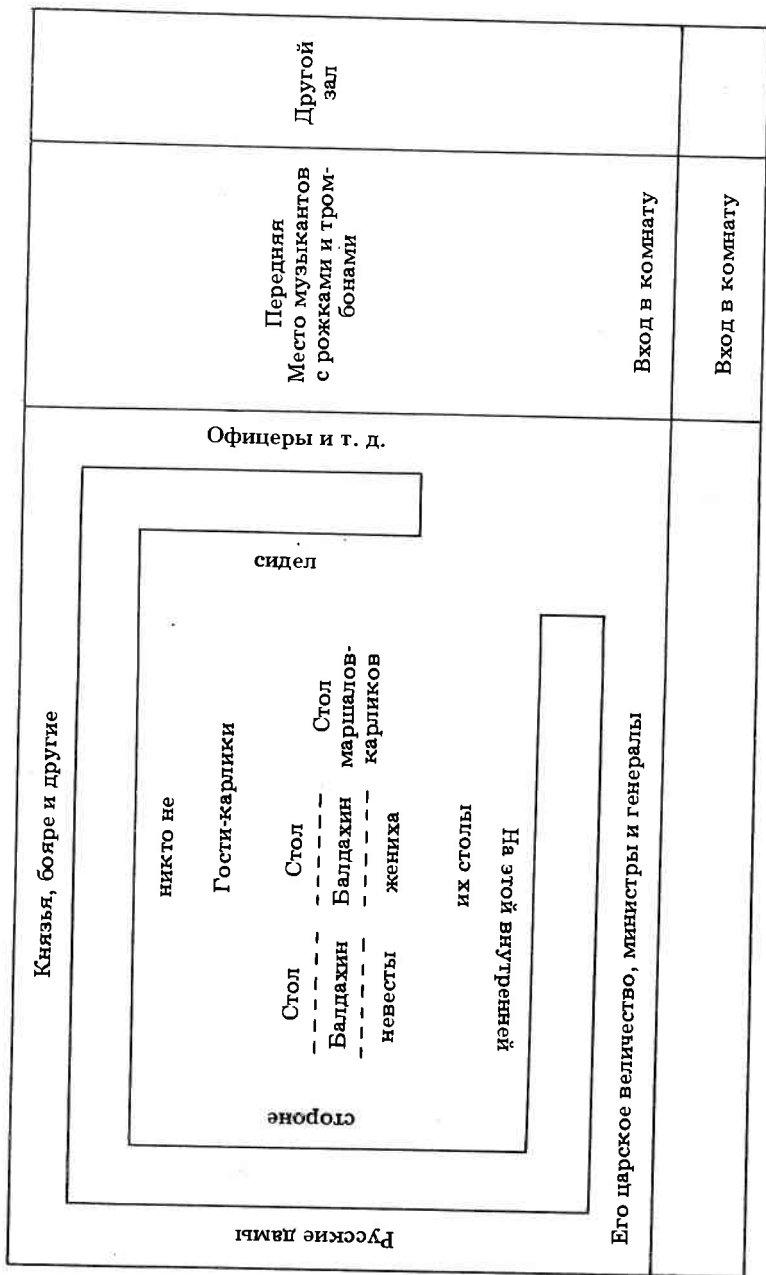 Князья, бояре и другие
Русские дамы
стороне
никто не
сидел
Гости-карлики
Стол
Балдахин
невесты
Стол
Балдахин
жениха
Стол
маршалов-
карликов
их столы
На этой внутренней
Его царское величество, министры и генералы
Офицеры и т. д.
Передняя
Место музыкантов
с рожками и тром-
бонами
Вход в комнату
Вход в комнату
Другой
зал